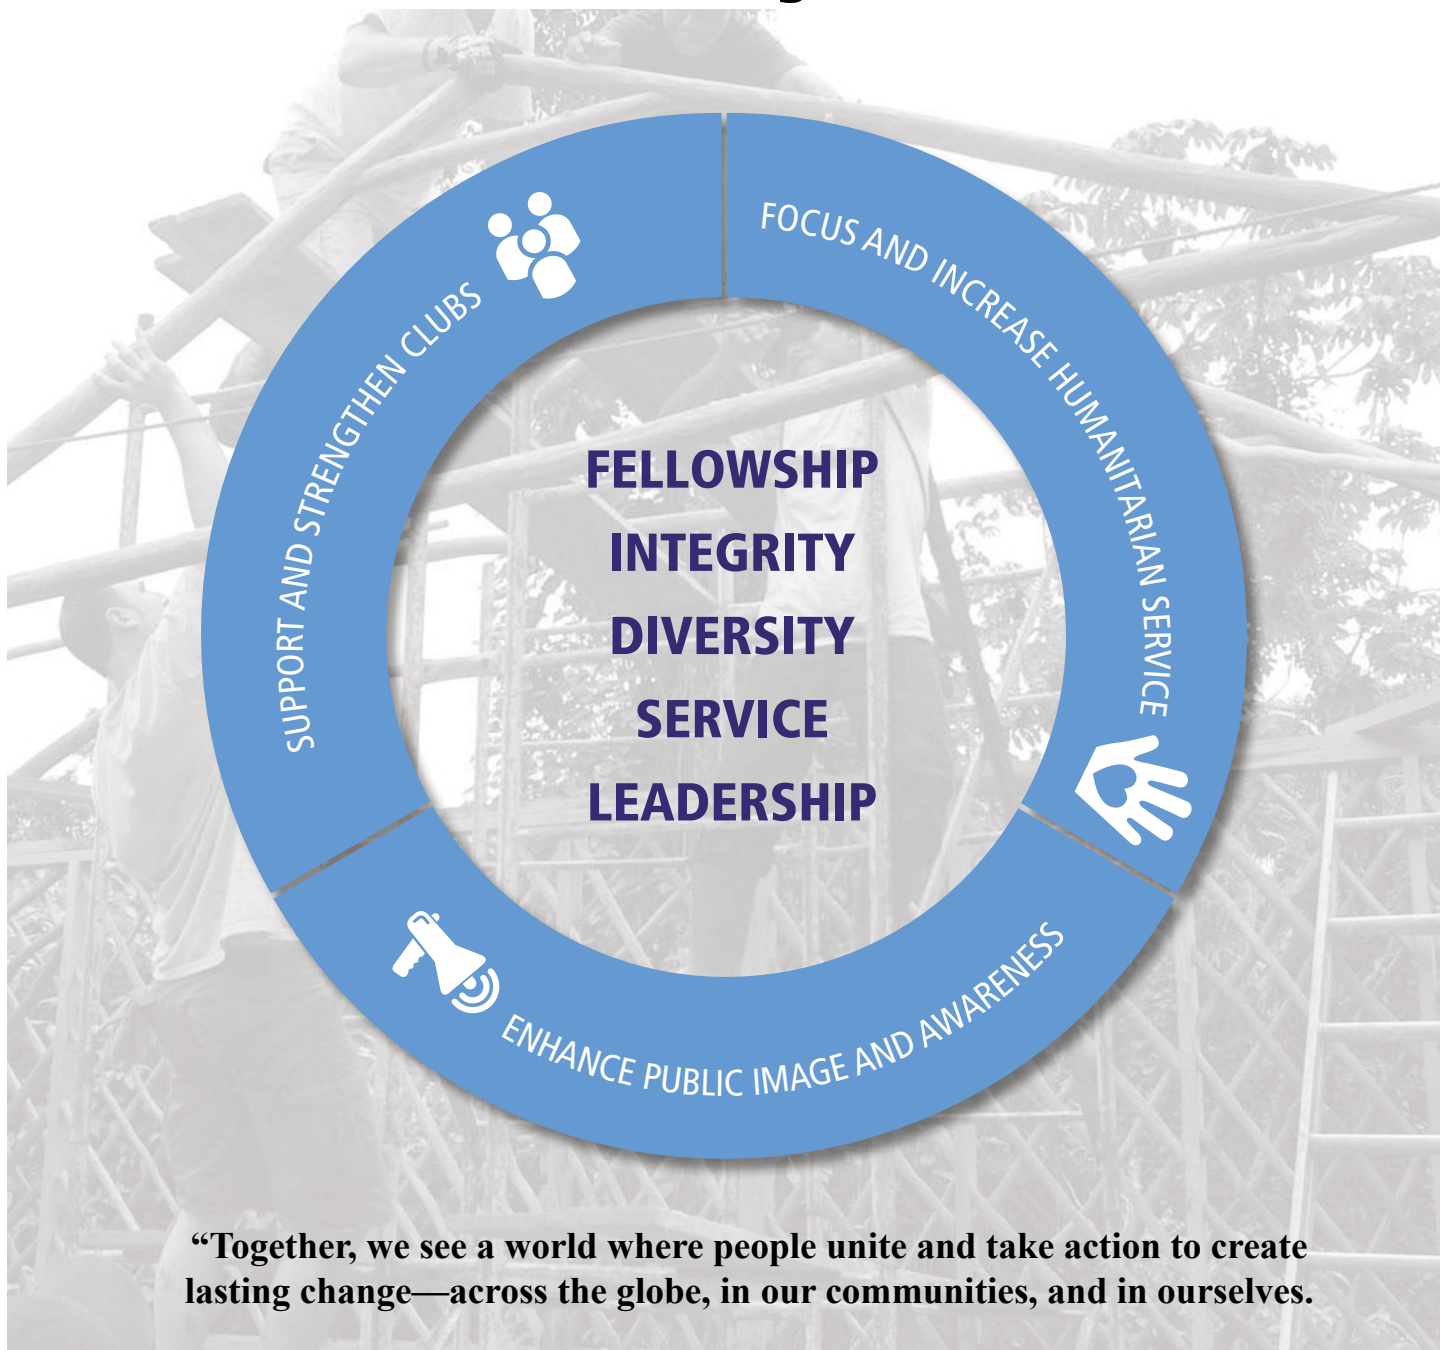 SUPPORT AND STRENGTHEN CLUBS
FOCUS AND INCREASE HUMANITARIAN SERVICE
FELLOWSHIP
INTEGRITY
DIVERSITY
SERVICE
LEADERSHIP
ENHANCE PUBLIC IMAGE AND AWARENESS
“Together, we see a world where people unite and take action to create
lasting change—across the globe, in our communities, and in ourselves.